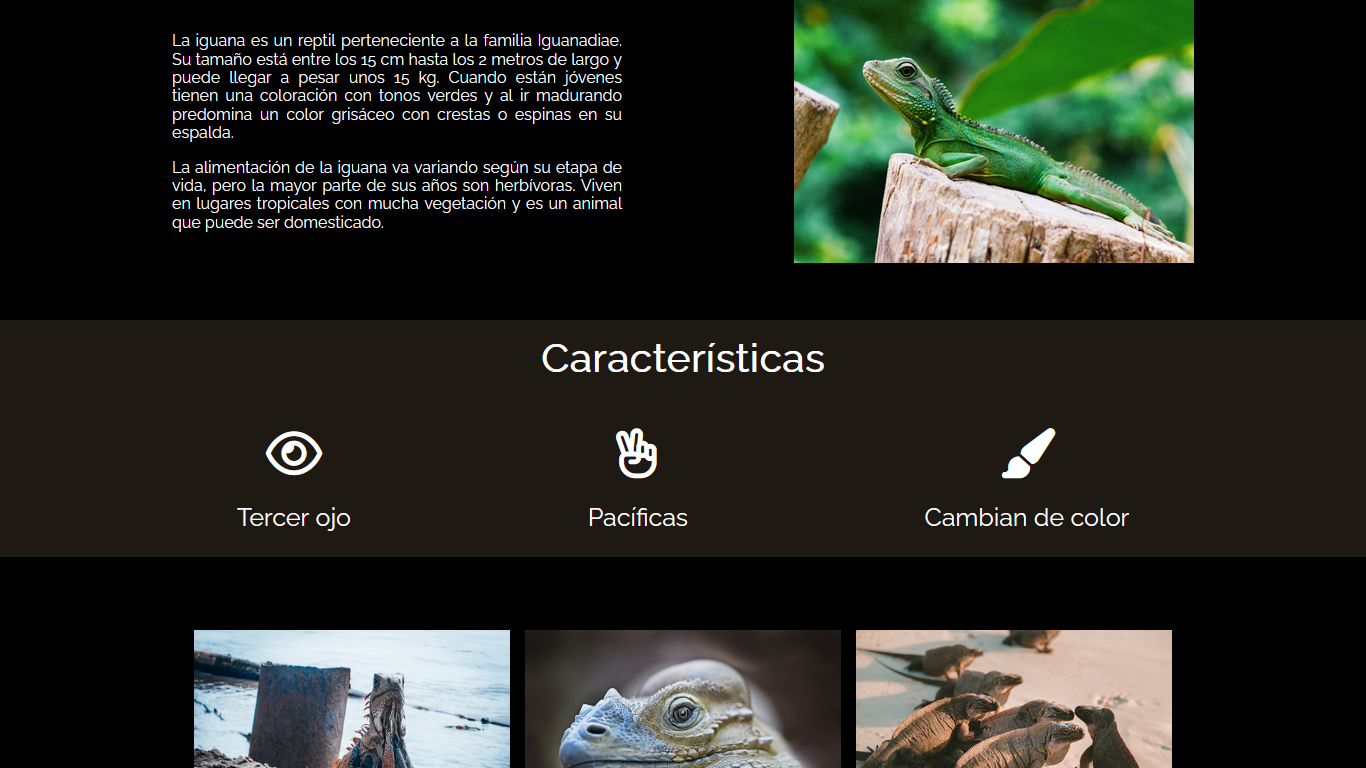 La iguana es un reptil perteneciente a la familia Iguanadiae.
Su tamaño está entre los 15 cm hasta los 2 metros de largo y
puede llegar a pesar unos 15 kg. Cuando están jóvenes
tienen una coloración con tonos verdes y al ir madurando
predomina un color grisáceo con crestas o espinas en su
espalda.
La alimentación de la iguana va variando según su etapa de
vida, pero la mayor parte de sus años son herbívoras. Viven
en lugares tropicales con mucha vegetación y es un animal
que puede ser domesticado.
Características
Tercer ojo
Pacíficas
Cambian de color